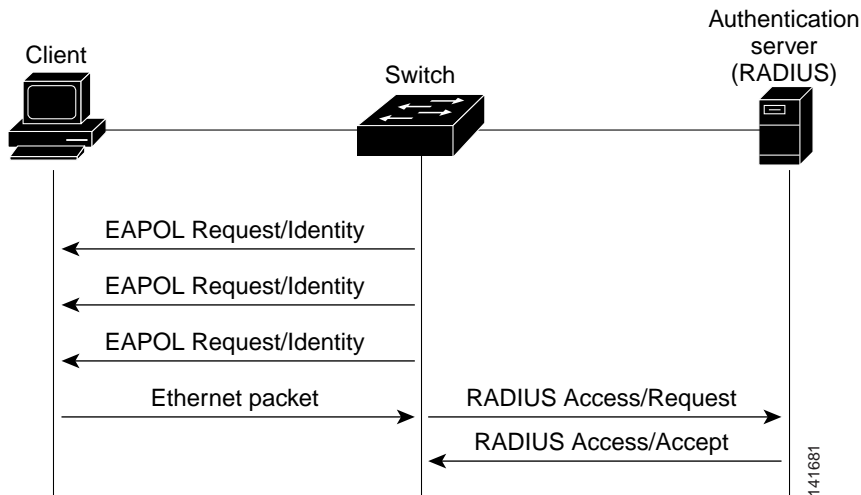 Authentication
server
(RADIUS)
Client
Switch
EAPOL Request/Identity
EAPOL Request/Identity
EAPOL Request/Identity
Ethernet packet
RADIUS Access/Request
RADIUS Access/Accept
141681